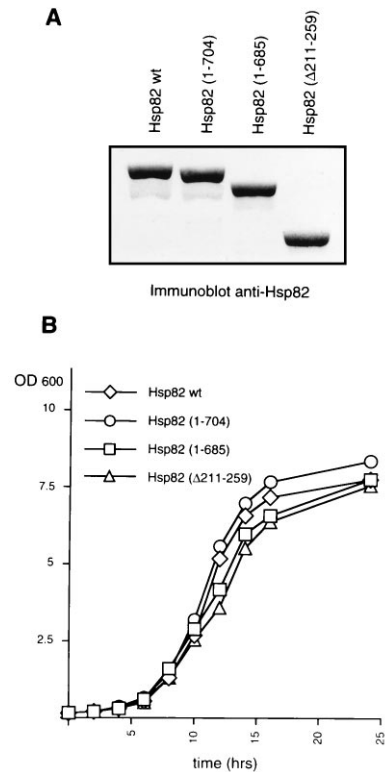 A
Hsp82 wt
Hsp82 (1-704)
Hsp82 (1-685)
Hsp82 (Δ211-259)
Immunoblot anti-Hsp82
B
OD 600
10
7.5
5
2.5
Hsp82 wt
Hsp82 (1-704)
Hsp82 (1-685)
Hsp82 (Δ211-259)
5
10
15
20
25
time (hrs)